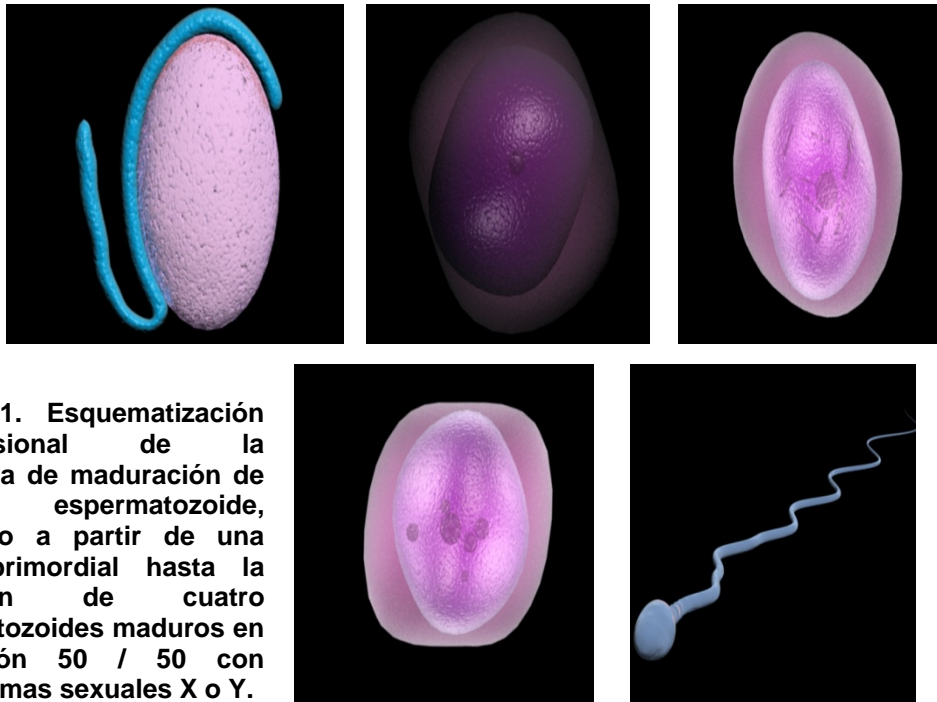 1. Esquematización
sional de la
a de maduración de
espermatozoide,
o a partir de una
primordial hasta la
n de cuatro
tozoides maduros en
ón 50 / 50 con
mas sexuales X o Y.